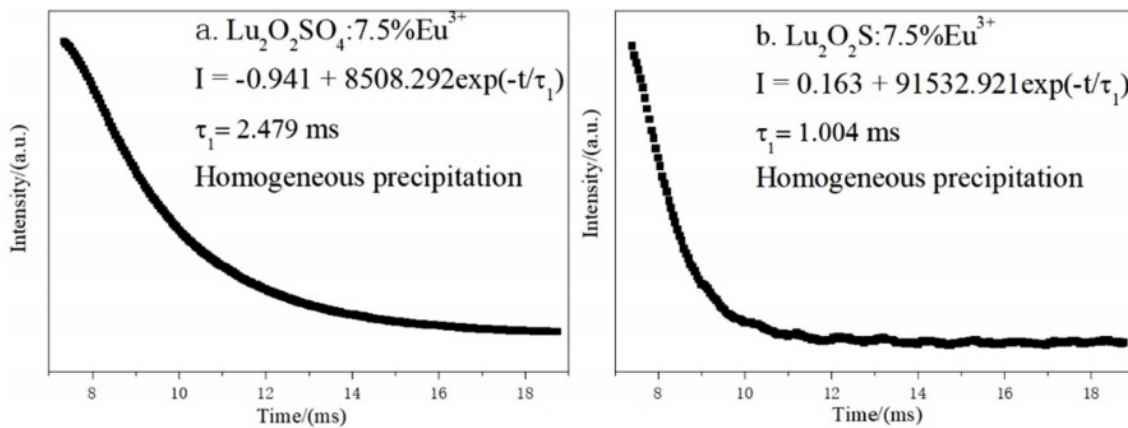 a. Lu₂O₂SO₄:7.5%Eu³⁺
I = -0.941 + 8508.292exp(-t/τ₁)
τ₁= 2.479 ms
Homogeneous precipitation
Intensity/(a.u.)
8 10 12 14 16 18
Time/(ms)
b. Lu₂O₂S:7.5%Eu³⁺
I = 0.163 + 91532.921exp(-t/τ₁)
τ₁= 1.004 ms
Homogeneous precipitation
Intensity/(a.u.)
8 10 12 14 16 18
Time/(ms)